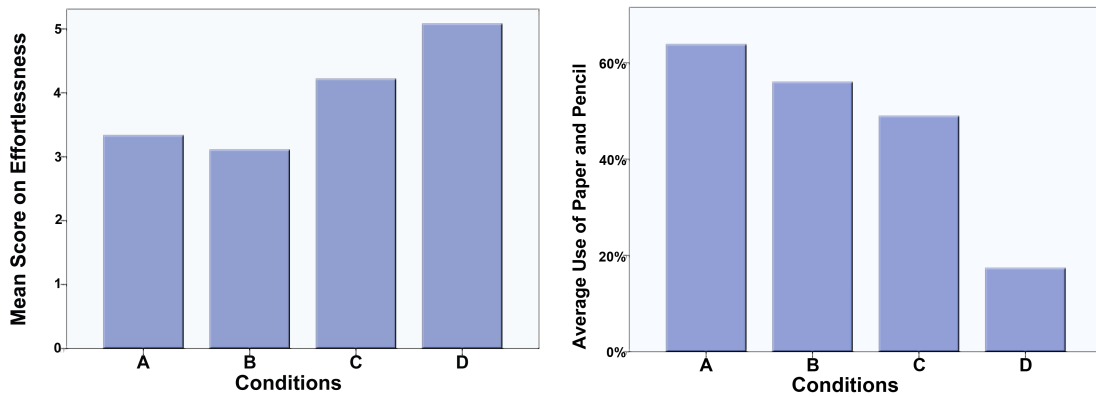 Mean Score on Effortlessness
5
4
3
2
1
0
A B C D
Conditions
Average Use of Paper and Pencil
60%
40%
20%
0%
A B C D
Conditions